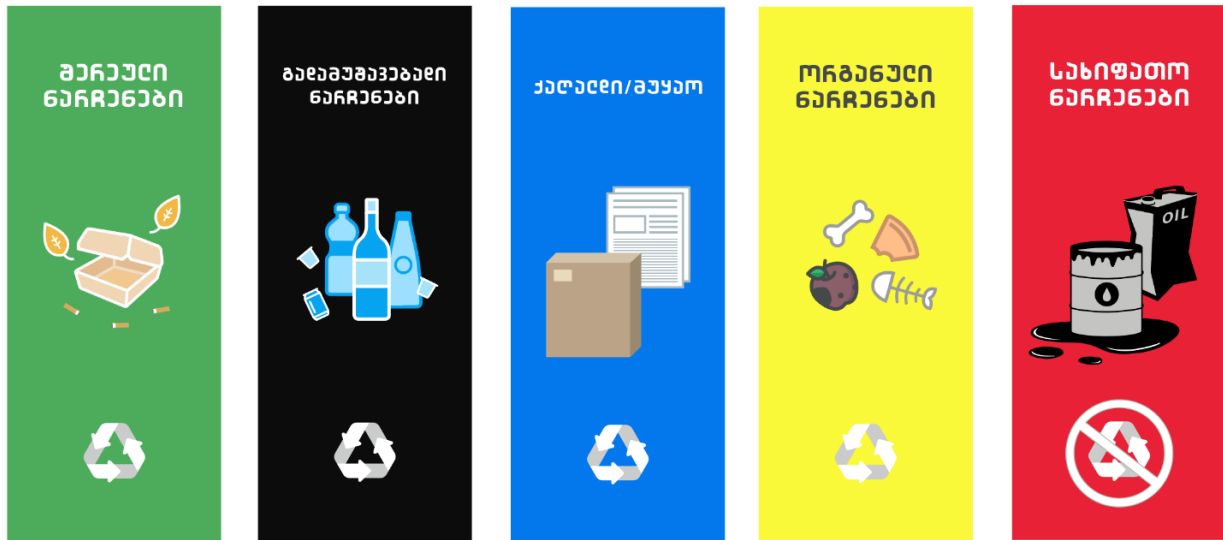 შერეული
ნარჩენები
გადამუშავებადი
ნარჩენები
ქაღალდი/მუყაო
ორგანული
ნარჩენები
სახიფათო
ნარჩენები
OIL